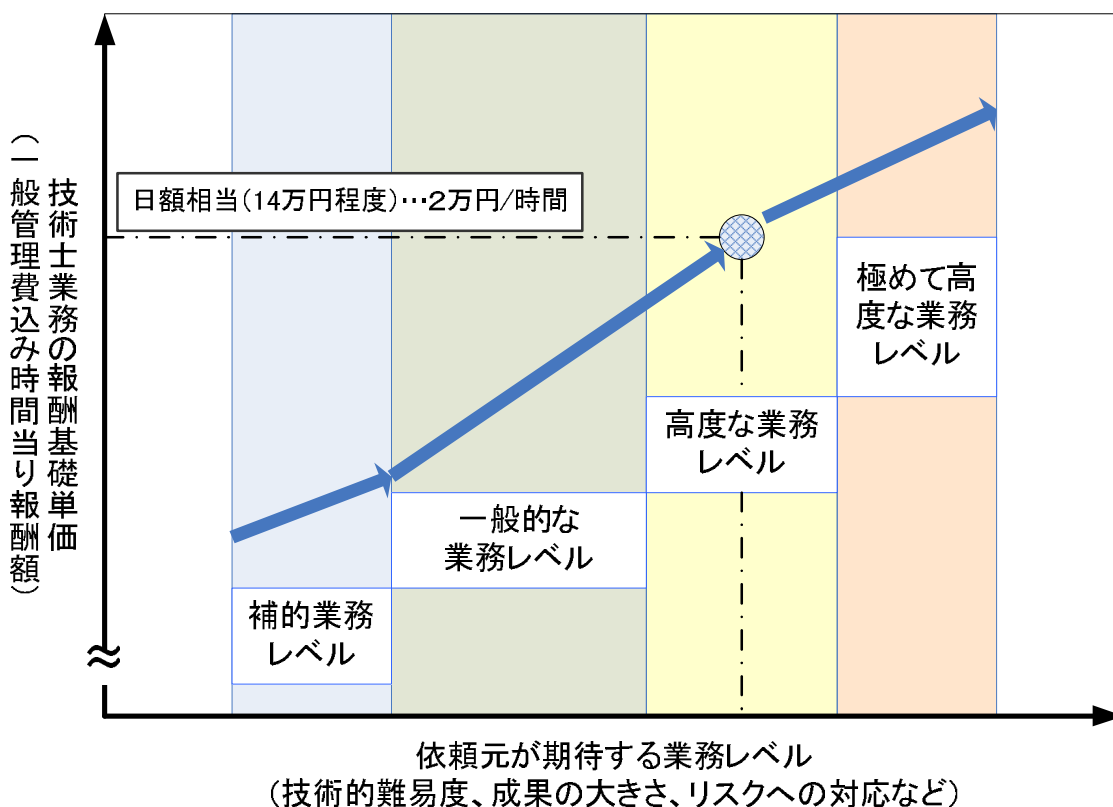 技術士業務の報酬基礎単価
(一般管理費込み時間当り報酬額)
日額相当(14万円程度)…2万円/時間
極めて高
度な業務
レベル
高度な業務
レベル
一般的な
業務レベル
補的業務
レベル
≈
依頼元が期待する業務レベル
(技術的難易度、成果の大きさ、リスクへの対応など)